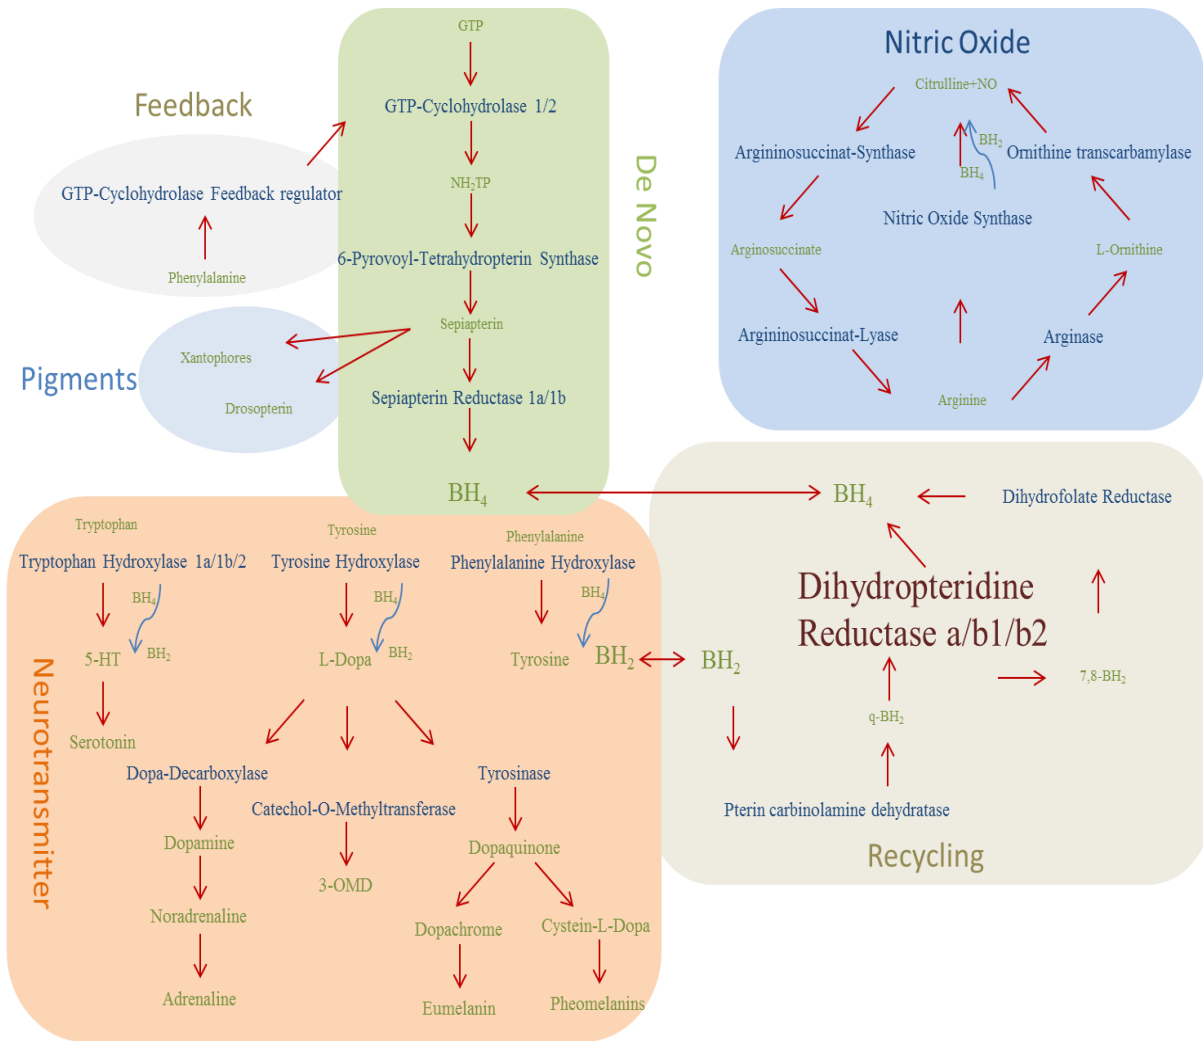 Feedback
GTP-Cyclohydrolase Feedback regulator
Phenylalanine
Pigments
Xantophores
Drosopterin
De Novo
GTP
GTP-Cyclohydrolase 1/2
NH₂TP
6-Pyrovoyl-Tetrahydropterin Synthase
Sepiapterin
Sepiapterin Reductase 1a/1b
BH₄
Nitric Oxide
Citrulline+NO
Argininosuccinat-Synthase
BH₂
BH₄
Ornithine transcarbamylase
Nitric Oxide Synthase
Arginosuccinate
L-Ornithine
Argininosuccinat-Lyase
Arginase
Arginine
Neurotransmitter
Tryptophan
Tryptophan Hydroxylase 1a/1b/2
BH₄
BH₂
5-HT
Serotonin
Tyrosine
Tyrosine Hydroxylase
BH₄
BH₂
L-Dopa
Phenylalanine
Phenylalanine Hydroxylase
BH₄
Tyrosine
BH₂
Dopa-Decarboxylase
Dopamine
Noradrenaline
Adrenaline
Catechol-O-Methyltransferase
3-OMD
Tyrosinase
Dopaquinone
Dopachrome
Eumelanin
Cystein-L-Dopa
Pheomelanins
BH₄
Dihydrofolate Reductase
Dihydropteridine
Reductase a/b1/b2
BH₂
q-BH₂
7,8-BH₂
Pterin carbinolamine dehydratase
Recycling